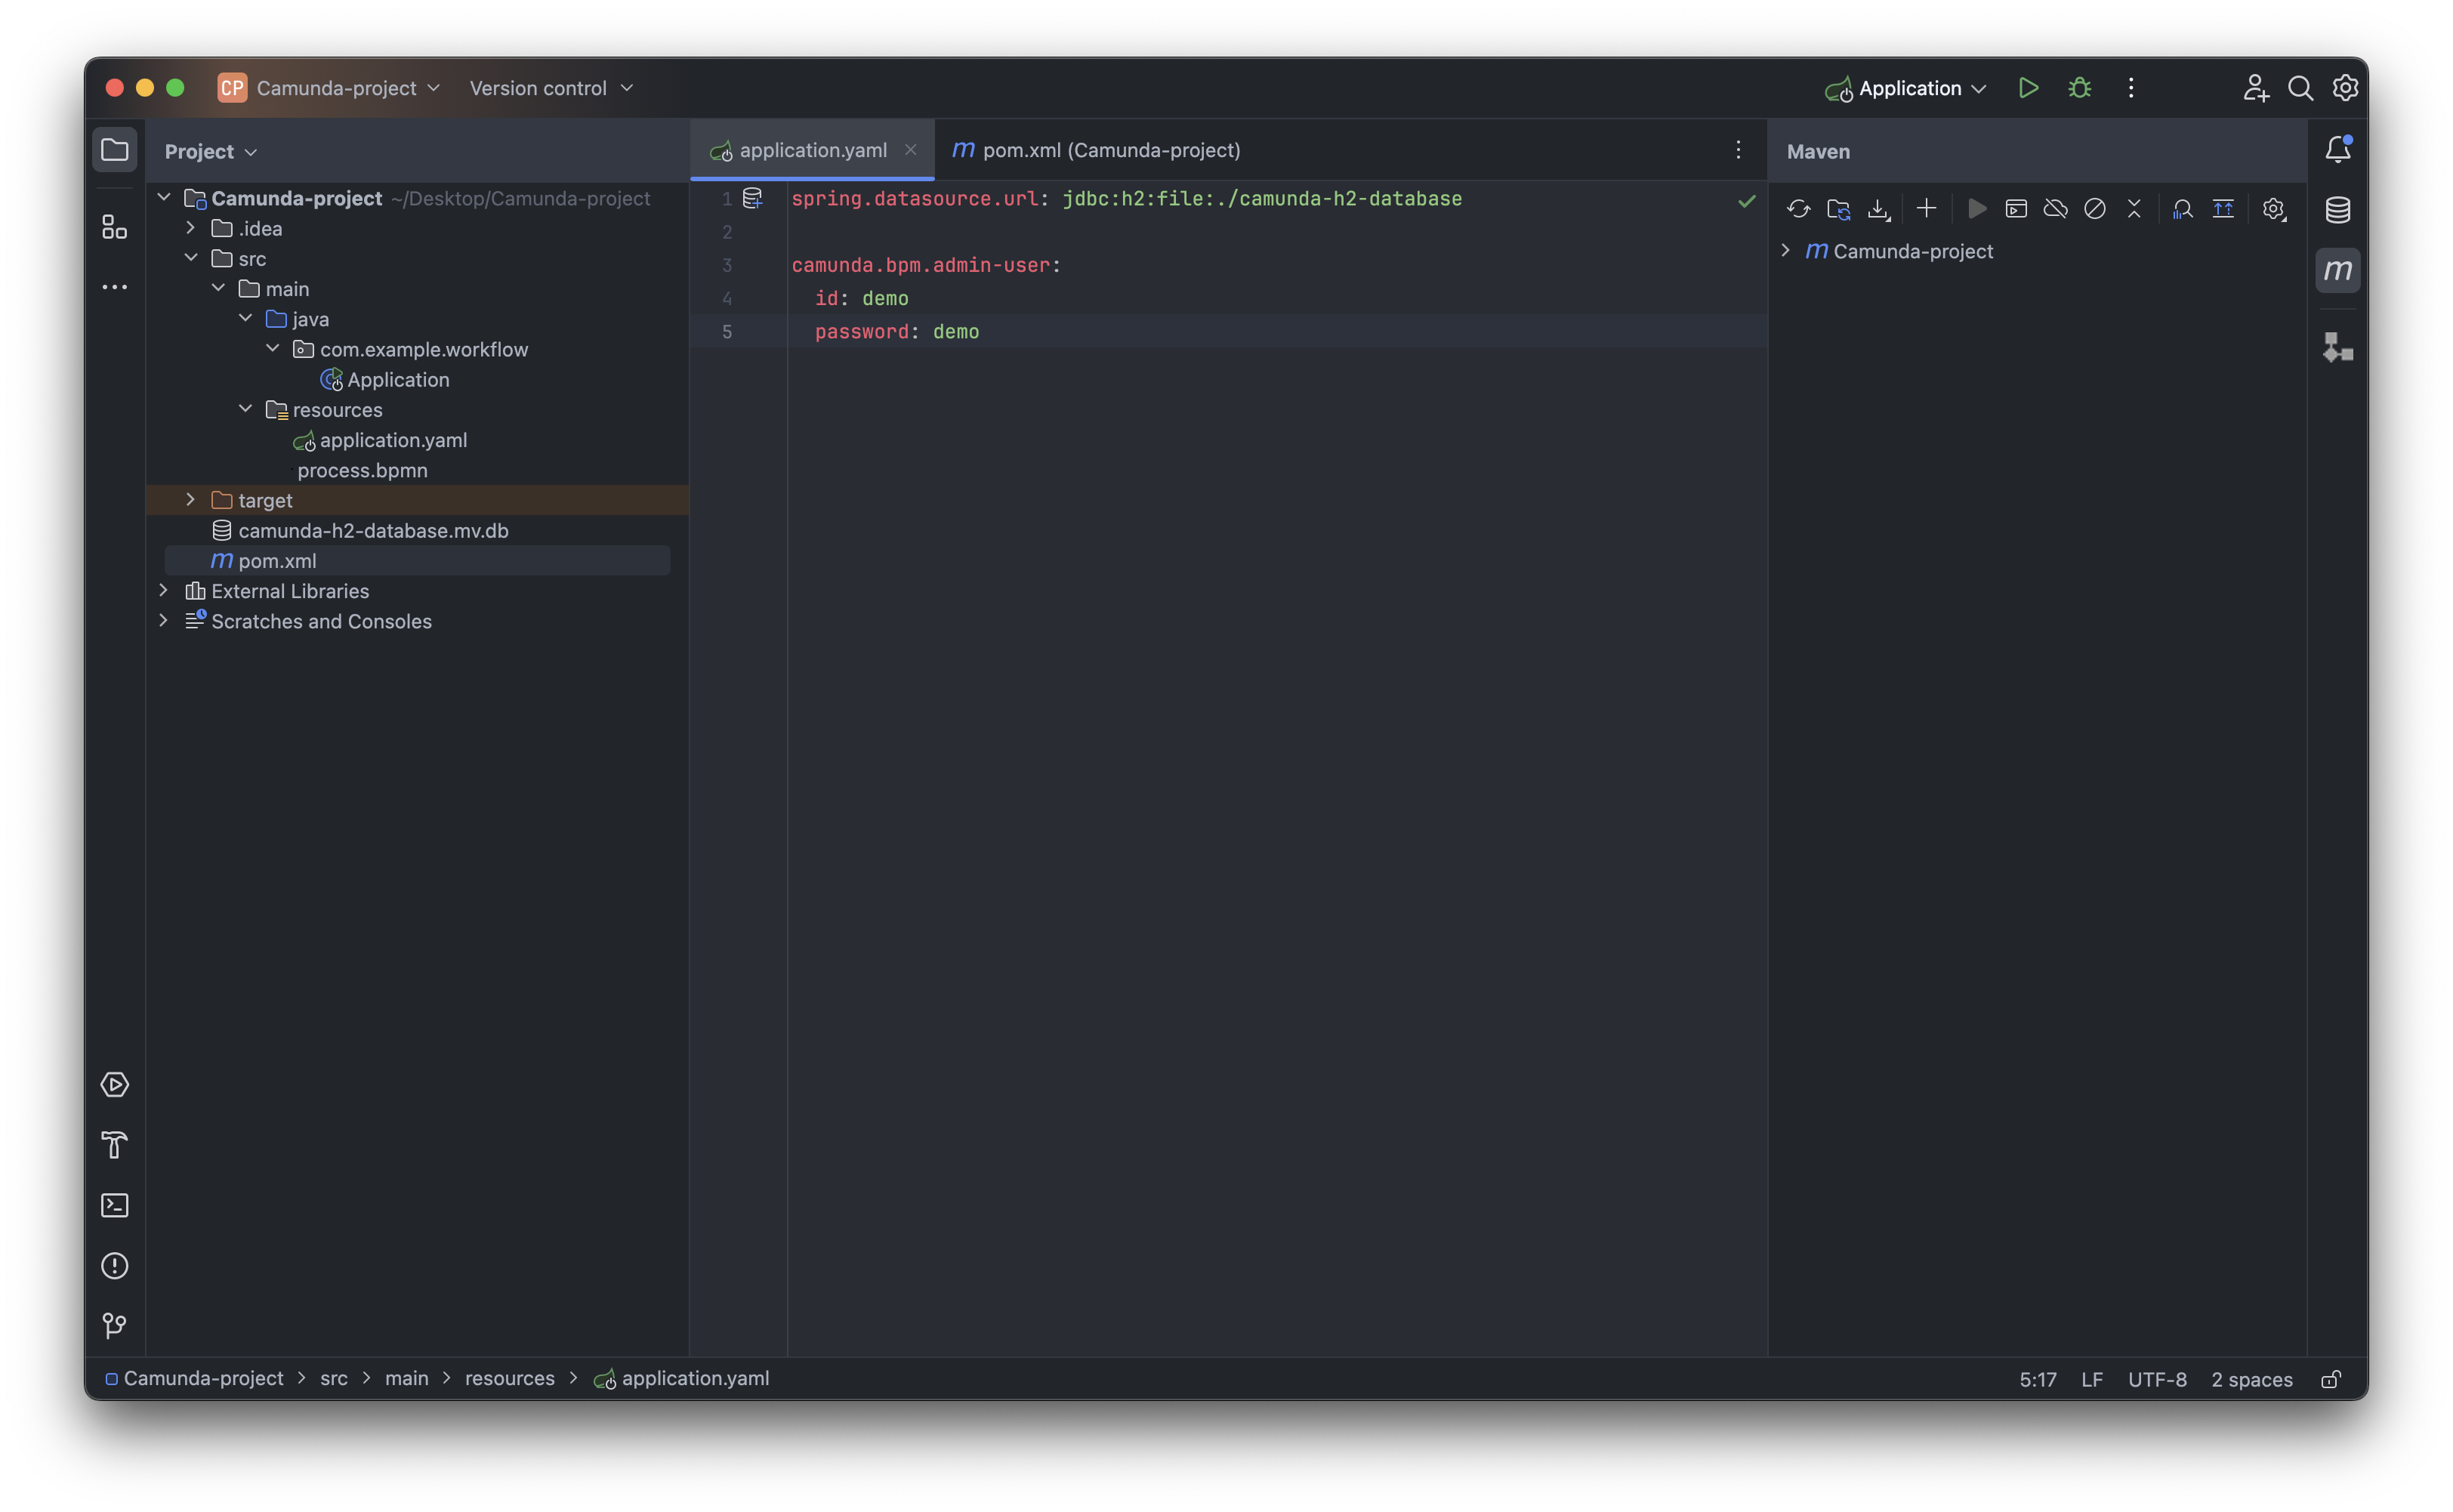 CP Camunda-project Version control Application
Project
application.yaml pom.xml (Camunda-project)
Maven
Camunda-project ~/Desktop/Camunda-project
.idea
src
main
java
com.example.workflow
Application
resources
application.yaml
process.bpmn
target
camunda-h2-database.mv.db
m pom.xml
External Libraries
Scratches and Consoles
1 spring.datasource.url: jdbc:h2:file:./camunda-h2-database
2
3 camunda.bpm.admin-user:
4 id: demo
5 password: demo
m Camunda-project
Camunda-project > src > main > resources > application.yaml
5:17 LF UTF-8 2 spaces